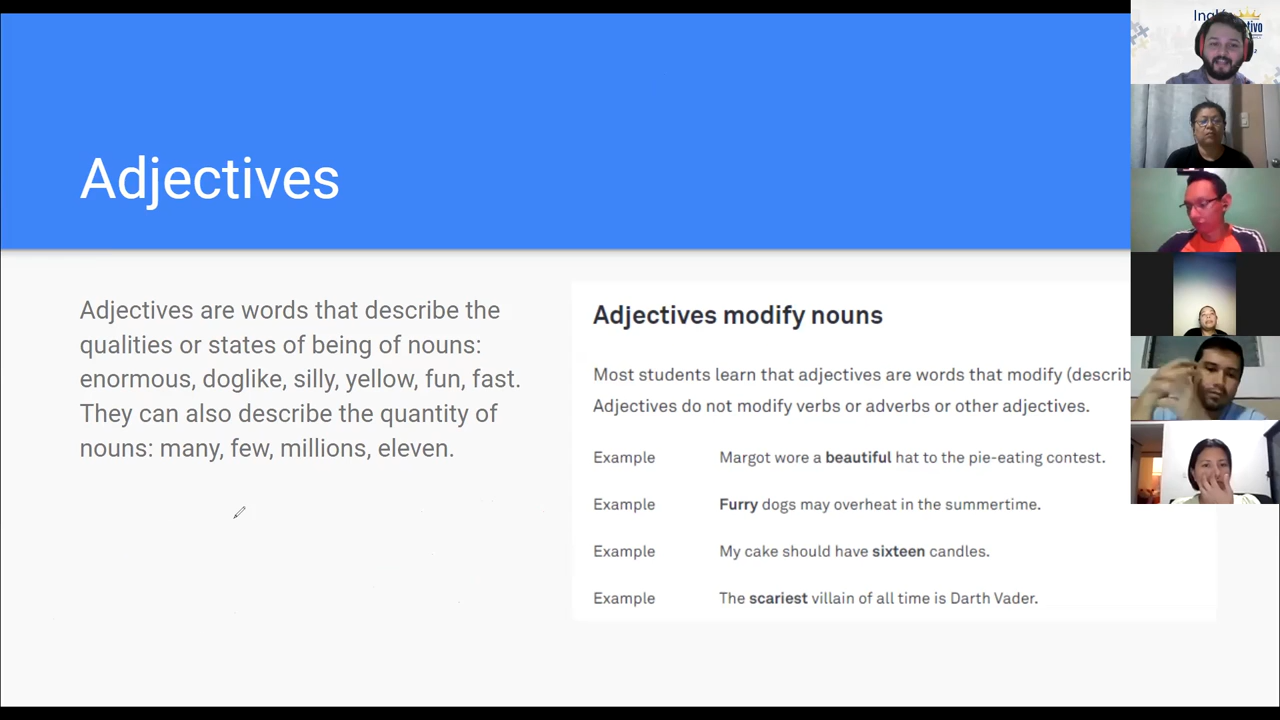 Adjectives
Adjectives are words that describe the
qualities or states of being of nouns:
enormous, doglike, silly, yellow, fun, fast.
They can also describe the quantity of
nouns: many, few, millions, eleven.
Adjectives modify nouns
Most students learn that adjectives are words that modify (describ
Adjectives do not modify verbs or adverbs or other adjectives.
Example Margot wore a beautiful hat to the pie-eating contest.
Example Furry dogs may overheat in the summertime.
Example My cake should have sixteen candles.
Example The scariest villain of all time is Darth Vader.